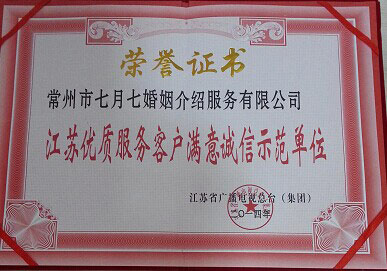 荣誉证书
常州市七月七婚姻介绍服务有限公司
江苏优质服务客户满意诚信示范单位
江苏省广播电视总台（集团）
二〇一四年